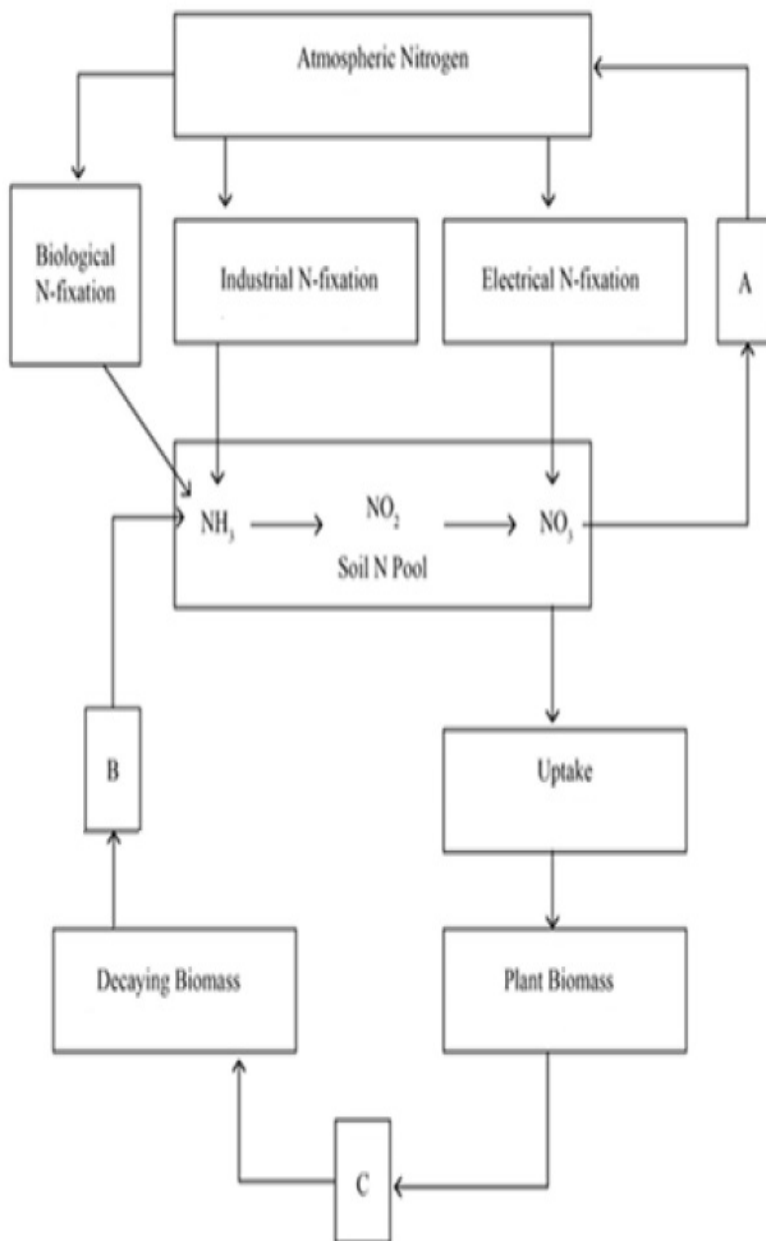 Atmospheric Nitrogen
Biological
N-fixation
Industrial N-fixation
Electrical N-fixation
A
NH₃
NO₂
NO₃
Soil N Pool
B
Uptake
Decaying Biomass
Plant Biomass
C